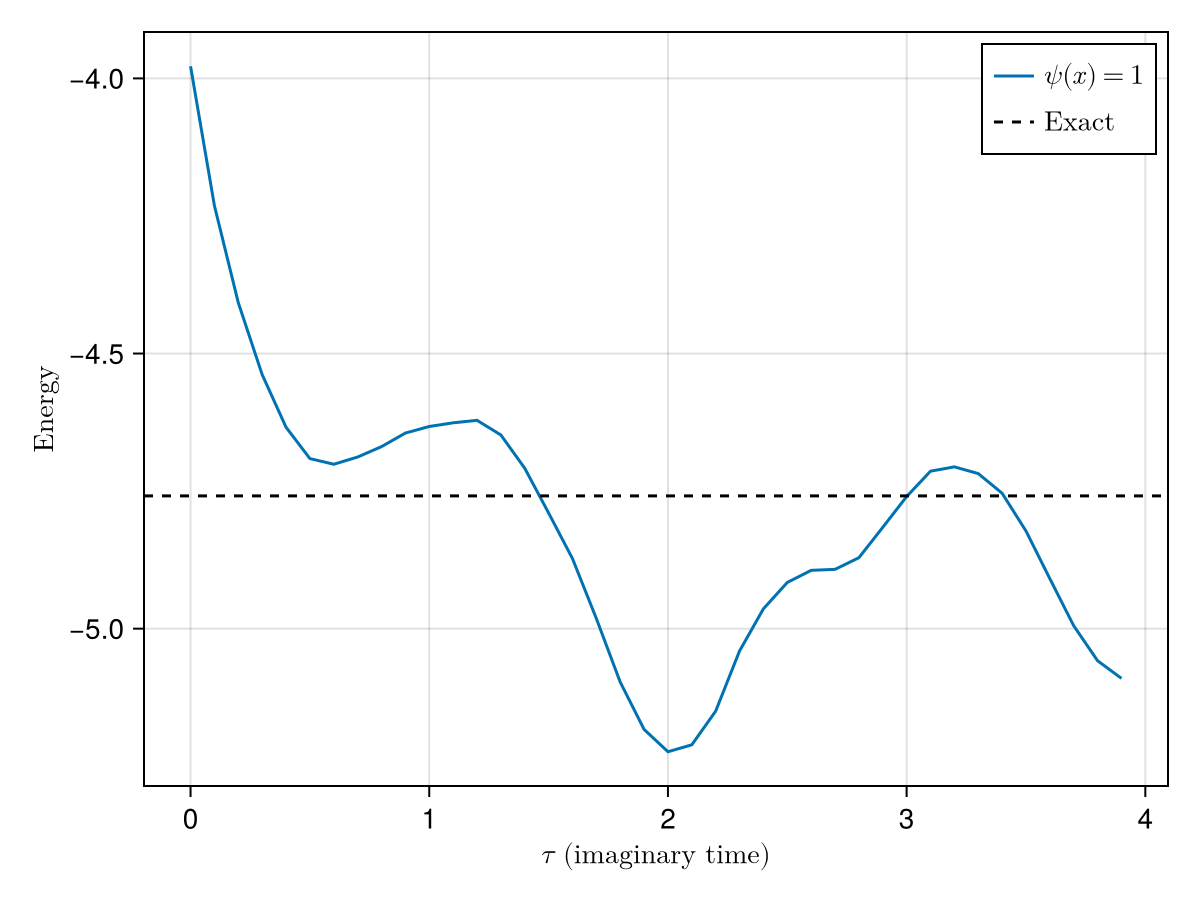 −4.0
−4.5
−5.0
Energy
0
1
2
3
4
τ (imaginary time)
ψ(x) = 1
Exact